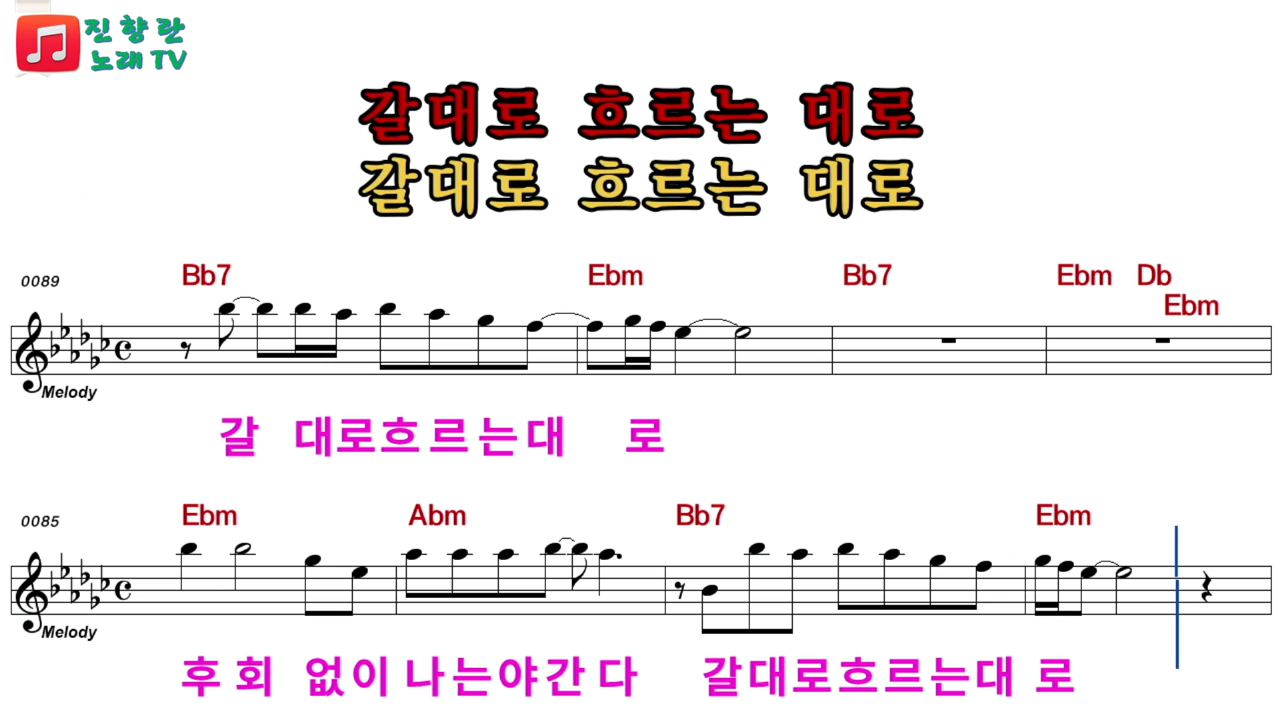 진향란
노래 TV
갈대로 흐르는 대로
갈대로 흐르는 대로
0089 Bb7 Ebm Bb7 Ebm Db
Ebm
Melody
갈 대로흐르는대 로
0085 Ebm Abm Bb7 Ebm
Melody
후회 없이나는야간다 갈대로흐르는대 로